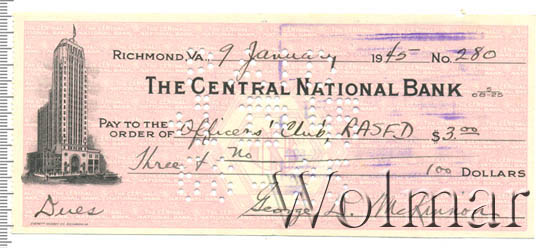 RICHMOND, VA., 9 January 1945 No. 280
THE CENTRAL NATIONAL BANK 68-25
PAY TO THE
ORDER OF Officers' Club, RASFD $3.00
Three & No 100 DOLLARS
Dues George D.
Wolmar